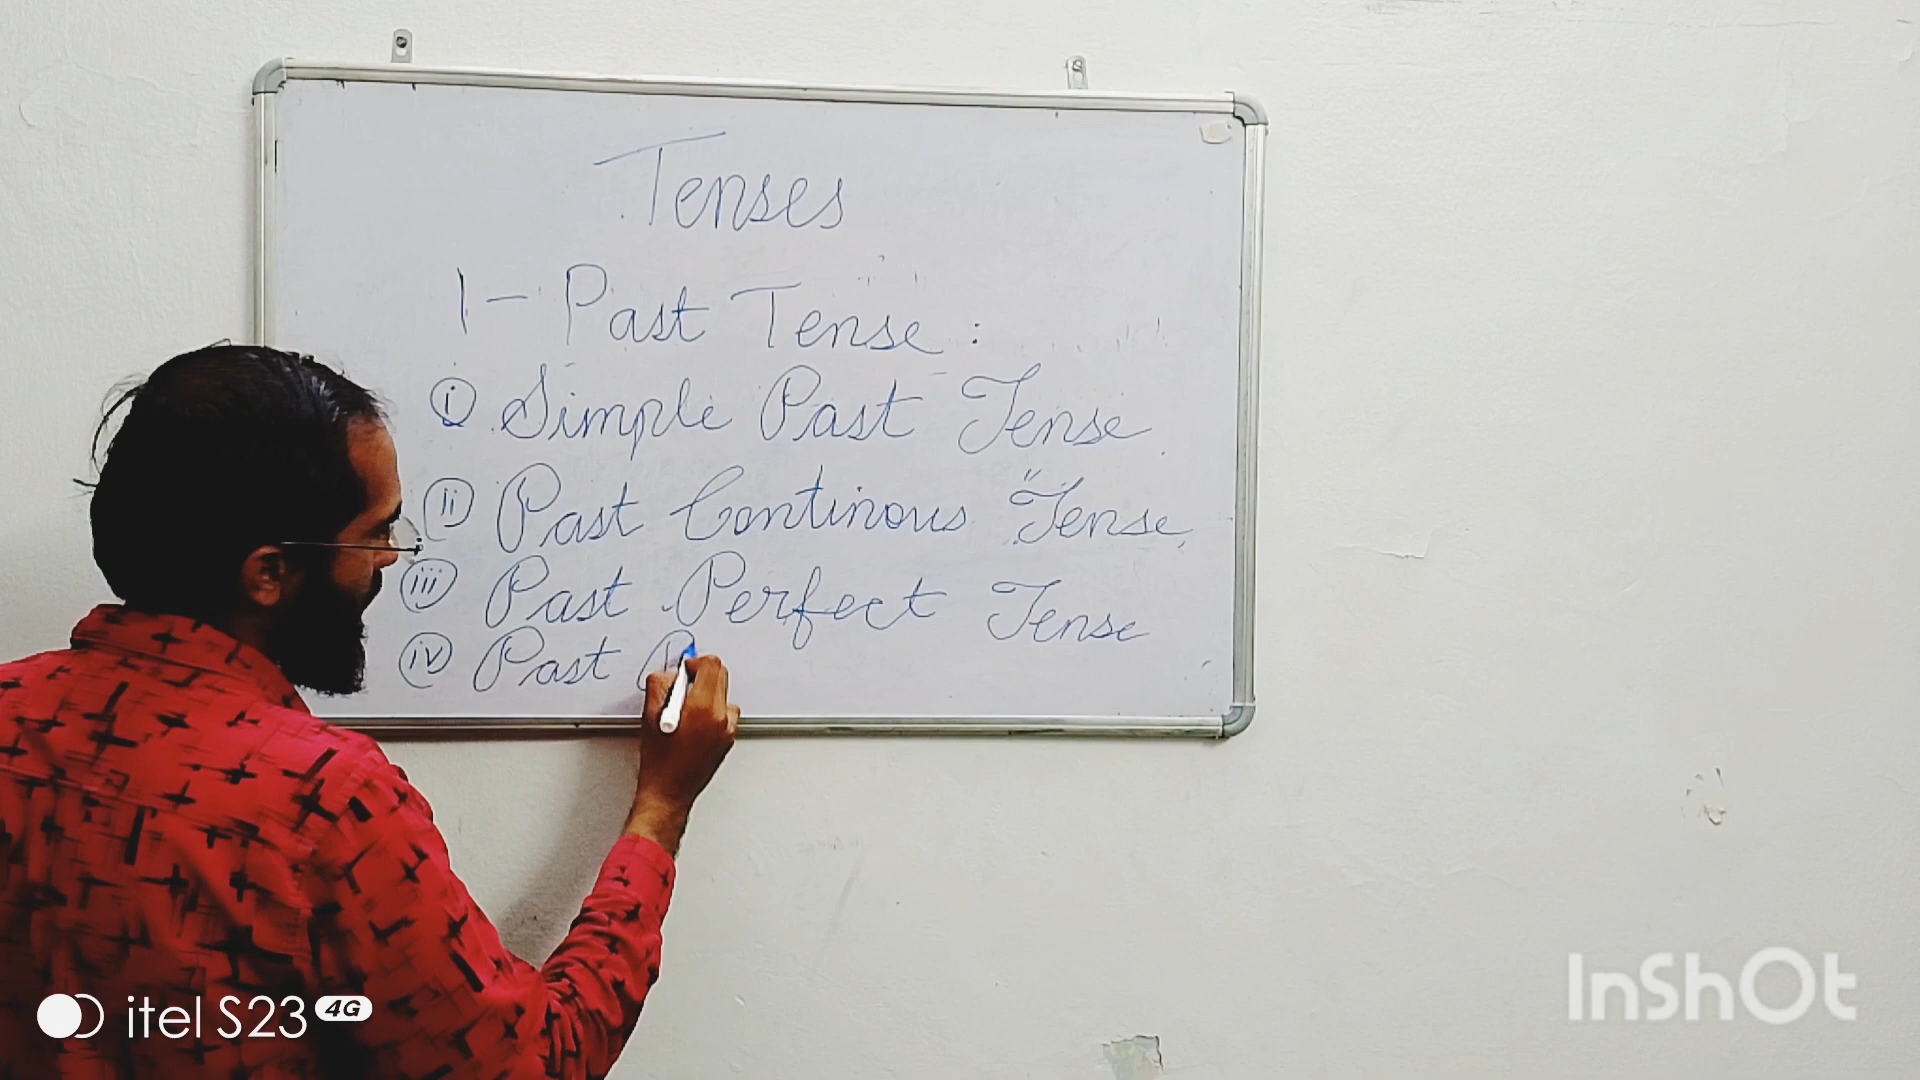 Tenses
1- Past Tense :
i Simple Past Tense
ii Past Continous "Tense
iii Past Perfect Tense
iv Past P
itel S23 4G
InShOt